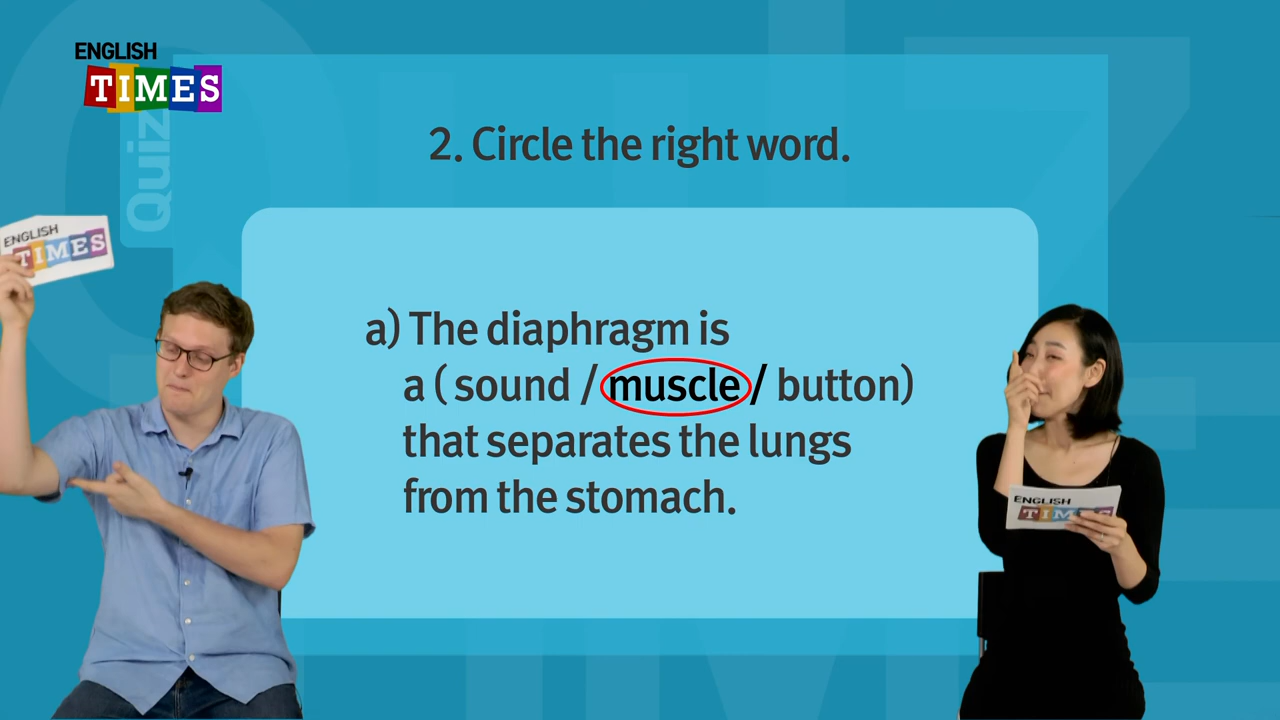 ENGLISH
TIMES
Quiz
2. Circle the right word.
ENGLISH
TIMES
a) The diaphragm is
a ( sound / muscle / button)
that separates the lungs
from the stomach.
ENGLISH
TIMES